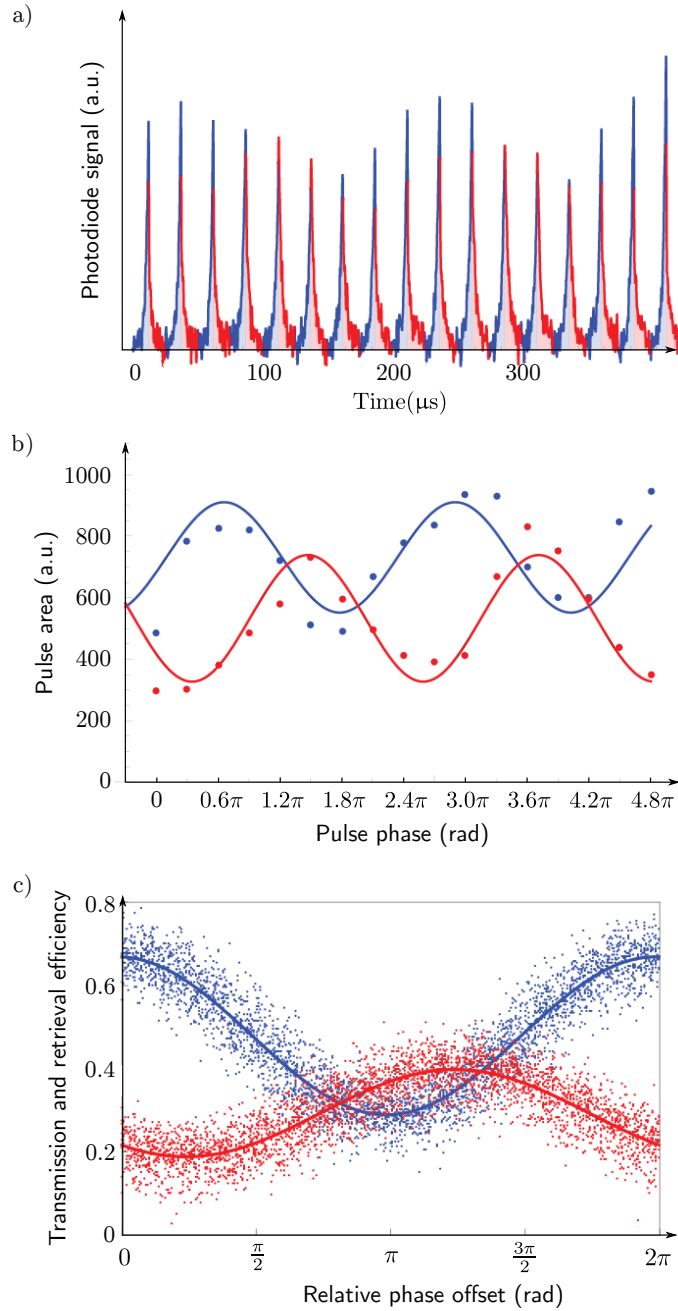 a)
Photodiode signal (a.u.)
0 100 200 300
Time(μs)
b)
Pulse area (a.u.)
1000
800
600
400
200
0
0 0.6π 1.2π 1.8π 2.4π 3.0π 3.6π 4.2π 4.8π
Pulse phase (rad)
c)
Transmission and retrieval efficiency
0.8
0.6
0.4
0.2
0
0 π/2 π 3π/2 2π
Relative phase offset (rad)